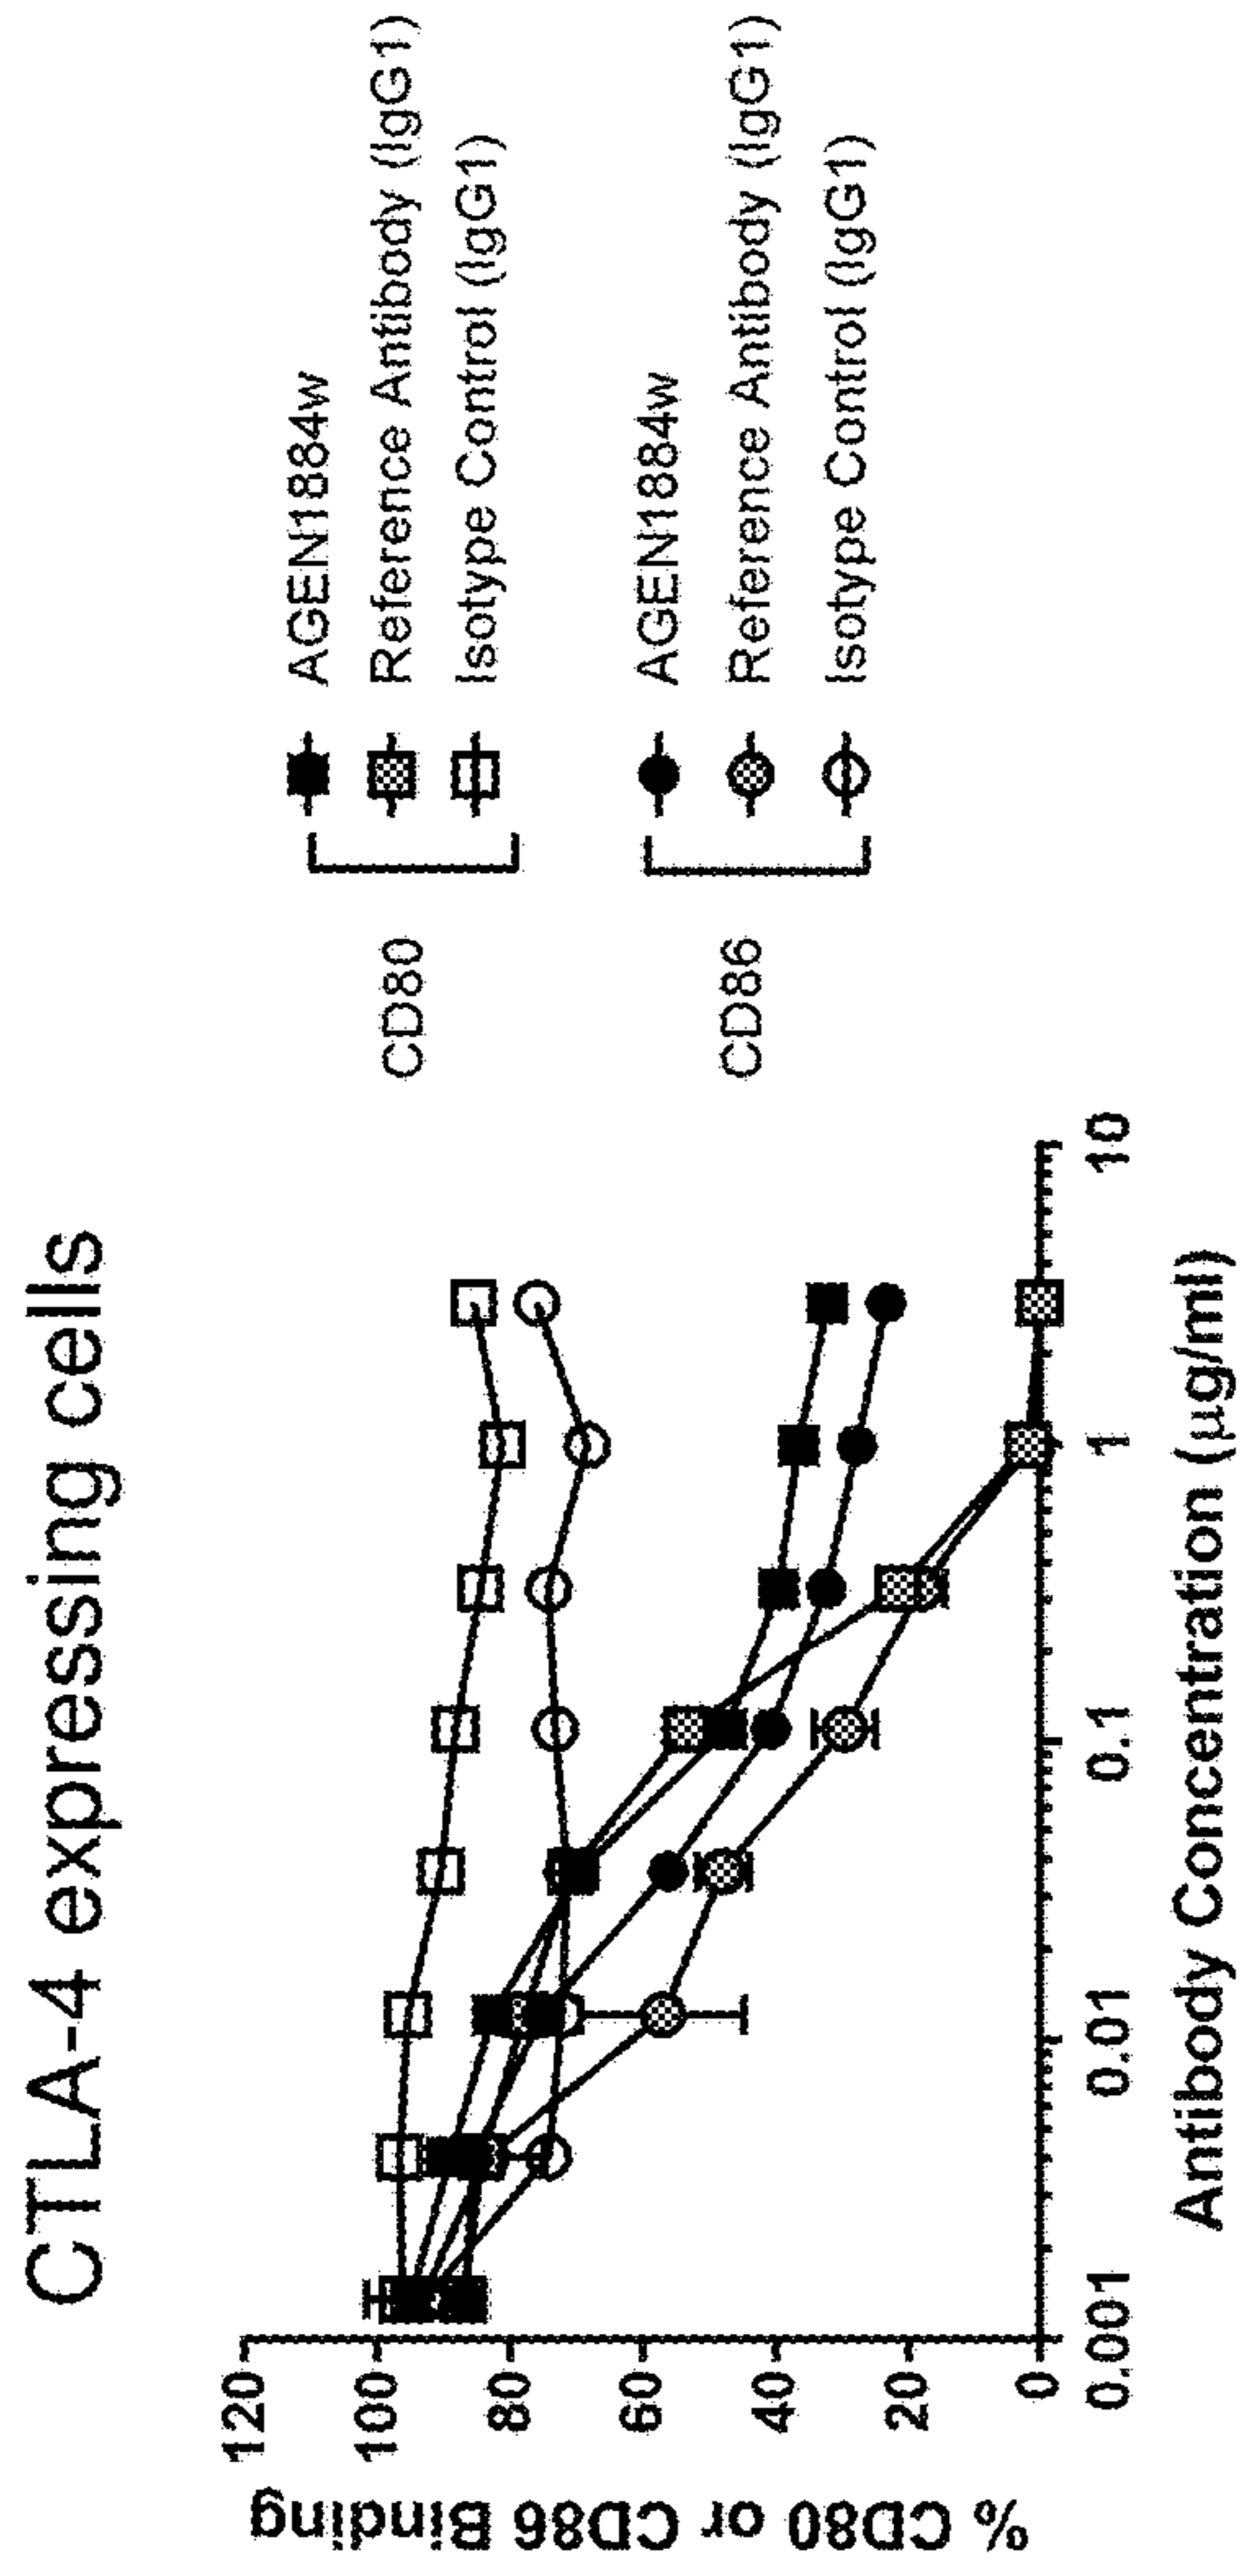 CTLA-4 expressing cells
% CD80 or CD86 Binding
120
100
80
60
40
20
0
0.001
0.01
0.1
1
10
Antibody Concentration (µg/ml)
CD80
AGEN1884w
Reference Antibody (IgG1)
Isotype Control (IgG1)
CD86
AGEN1884w
Reference Antibody (IgG1)
Isotype Control (IgG1)